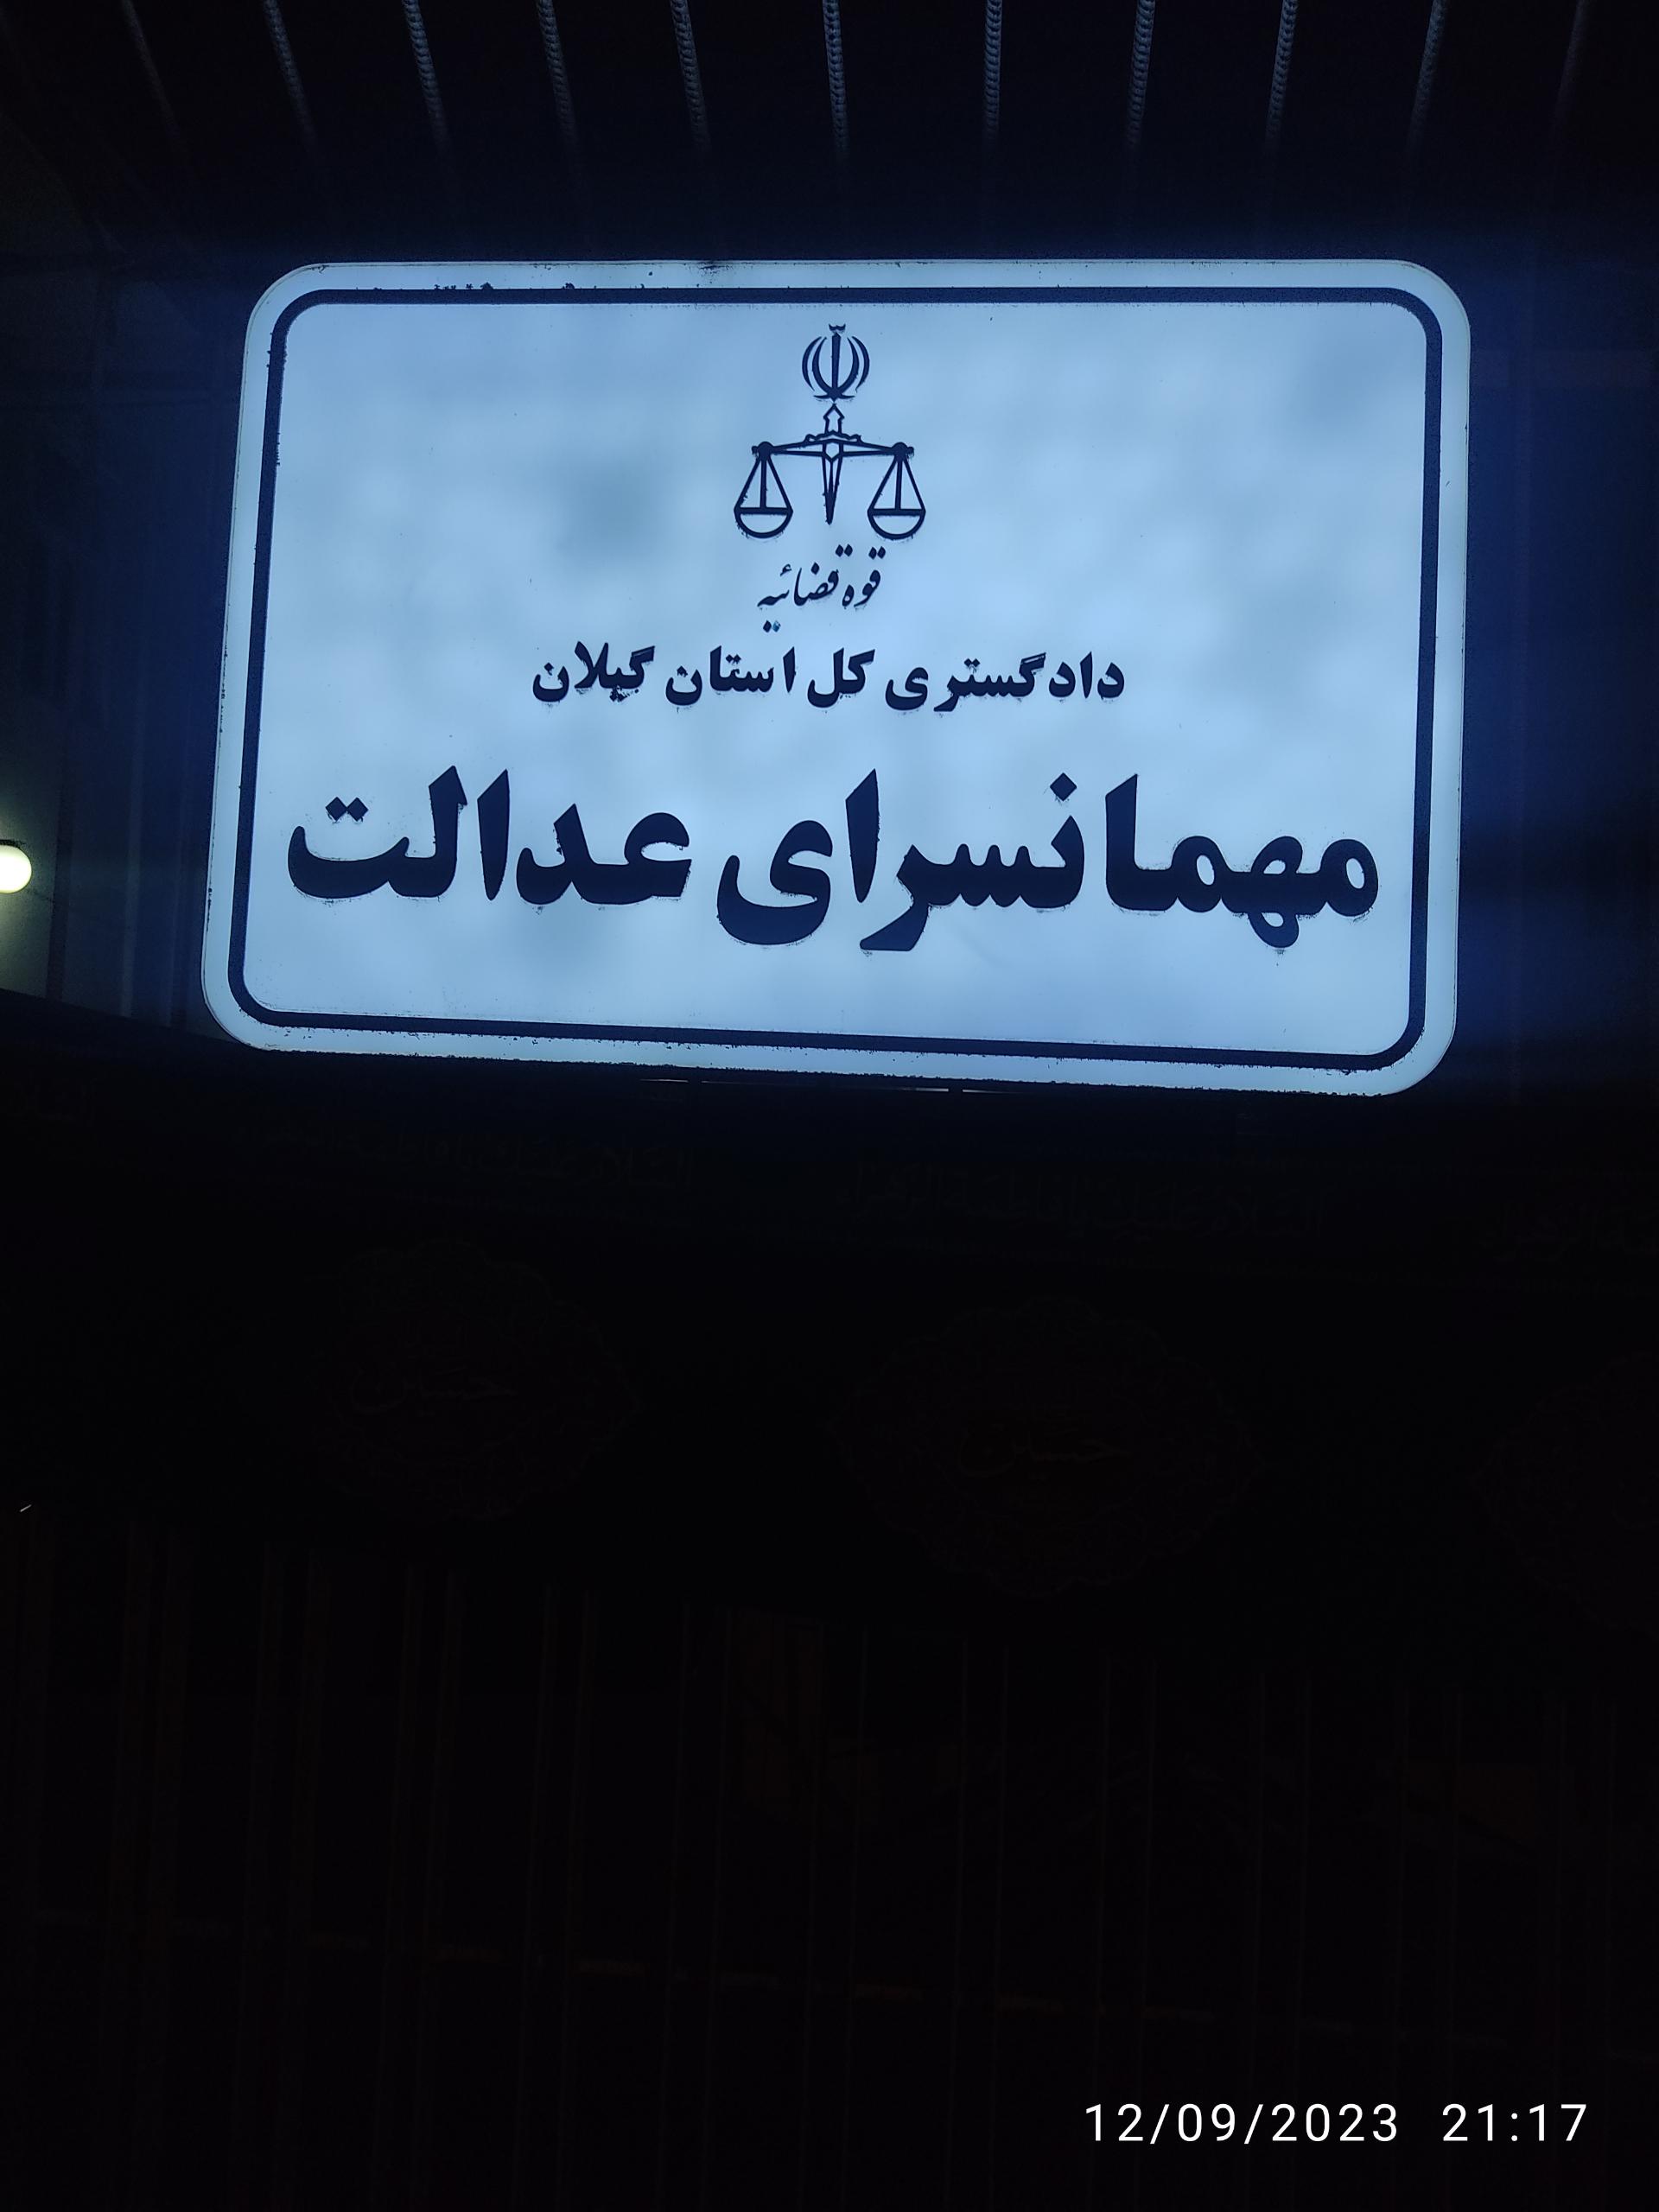 قوه قضائیه
دادگستری کل استان گیلان
مهمانسرای عدالت
12/09/2023 21:17